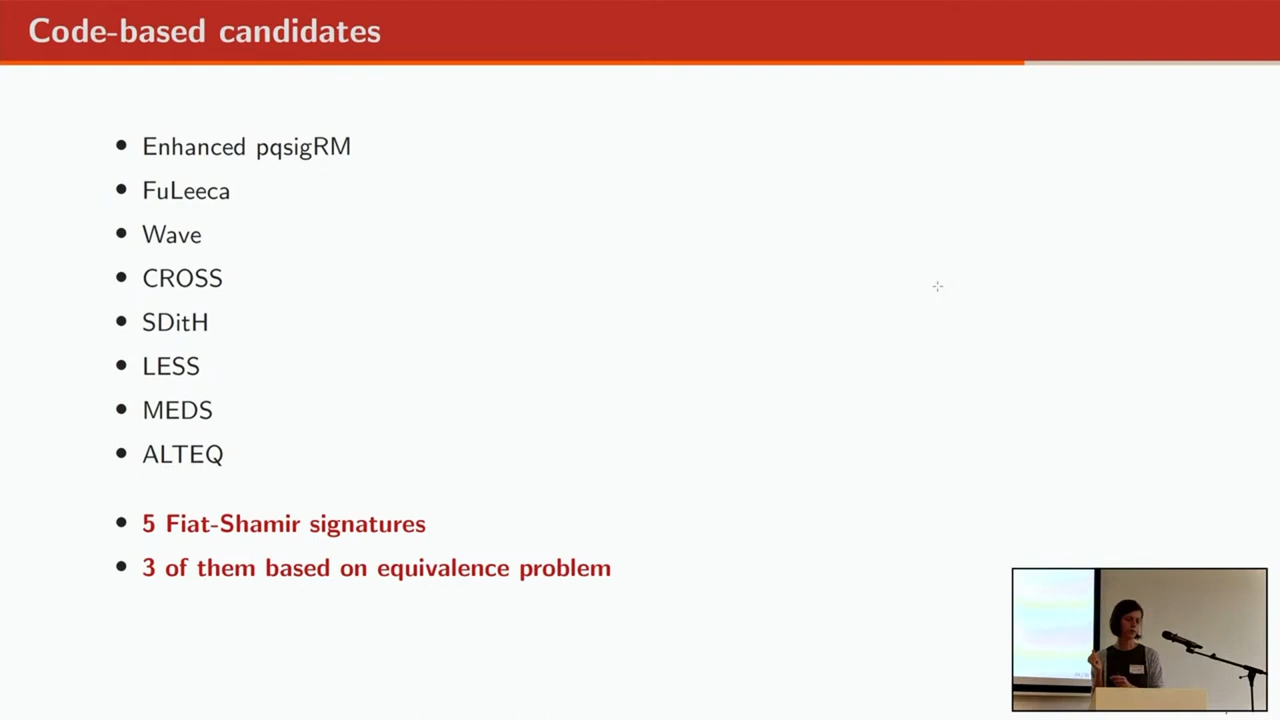 Code-based candidates
• Enhanced pqsigRM
• FuLeeca
• Wave
• CROSS
• SDitH
• LESS
• MEDS
• ALTEQ
• 5 Fiat-Shamir signatures
• 3 of them based on equivalence problem